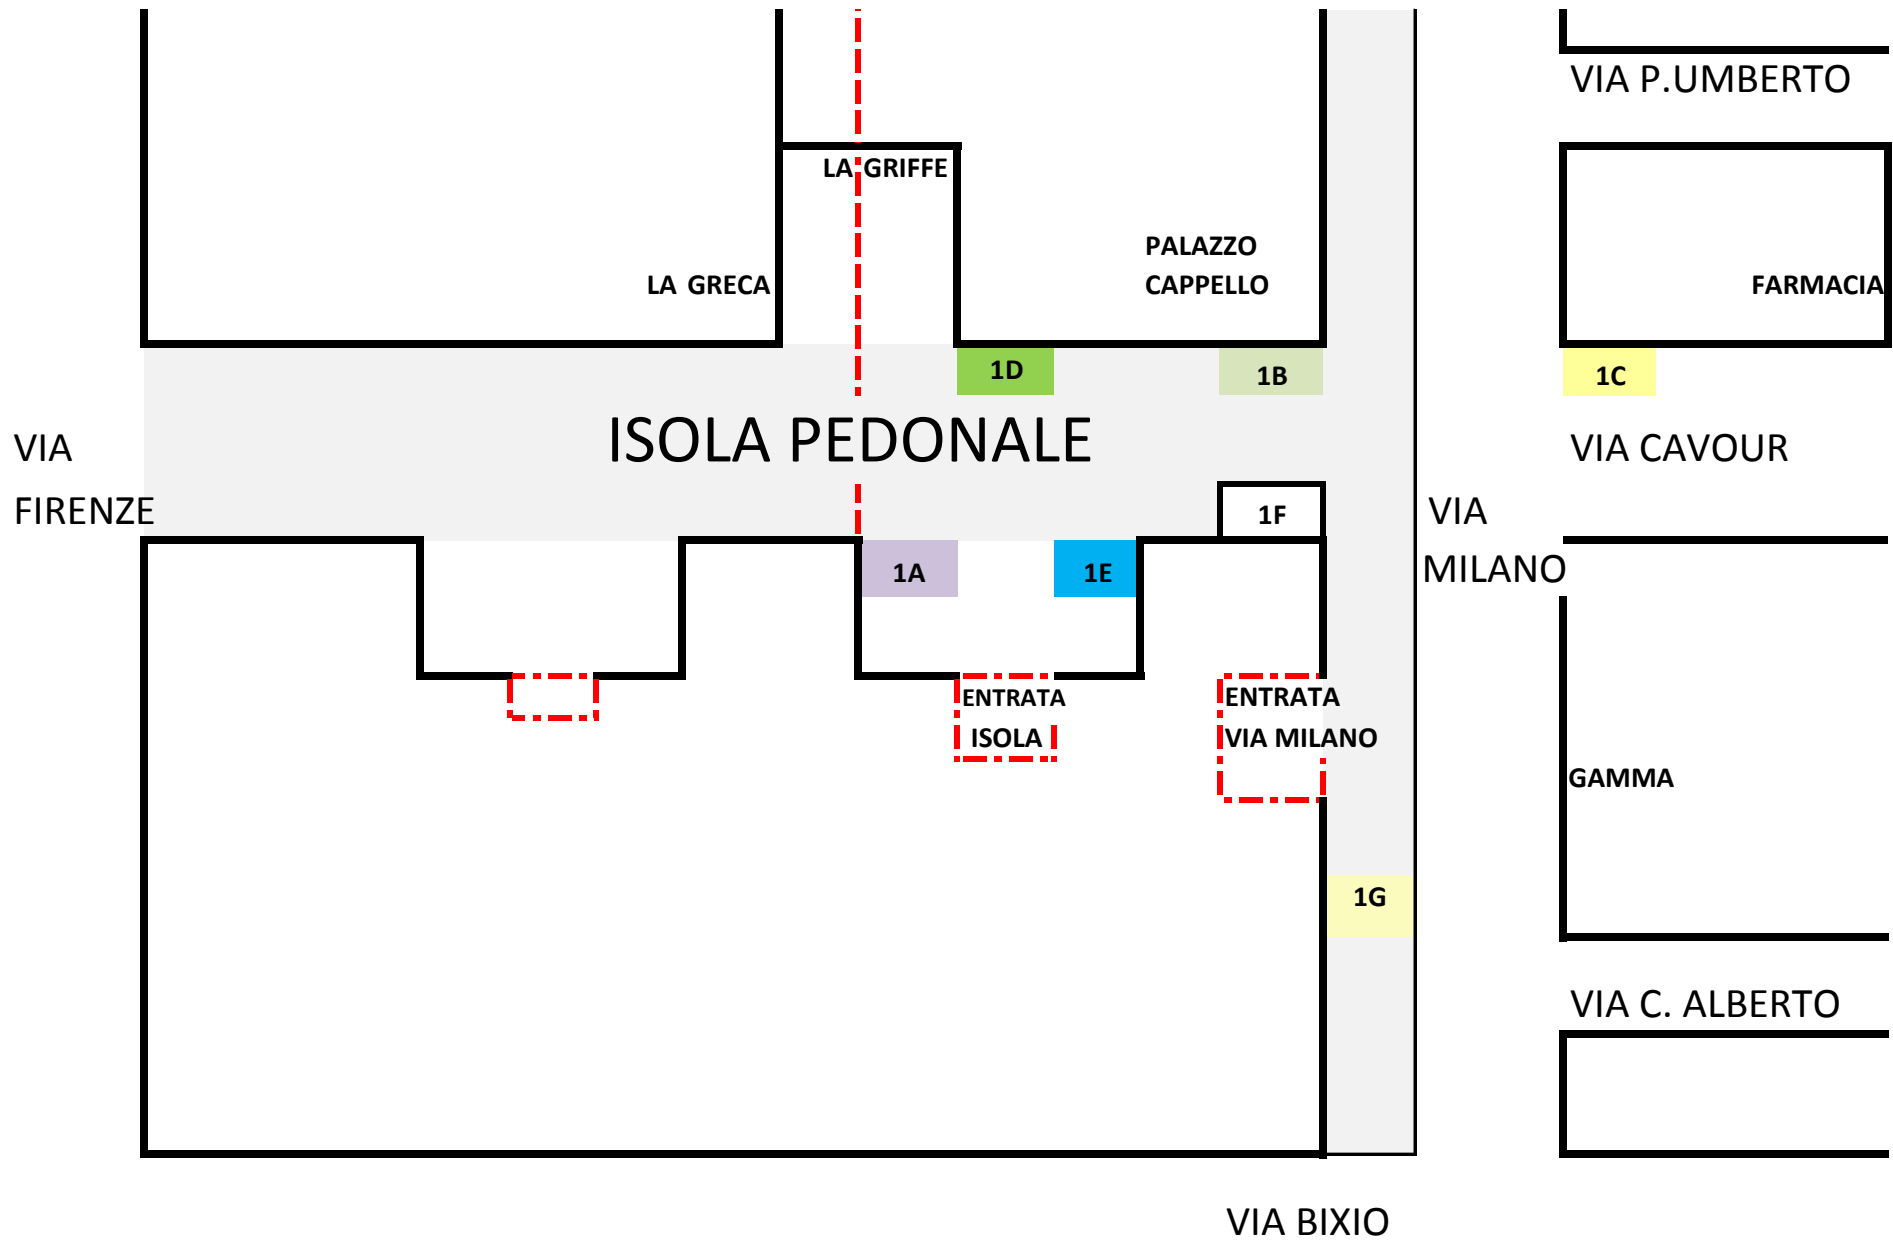 VIA P.UMBERTO
LA GRIFFE
PALAZZO
CAPPELLO
LA GRECA
FARMACIA
1D
1B
1C
ISOLA PEDONALE
VIA
FIRENZE
VIA CAVOUR
1F
VIA
MILANO
1A
1E
ENTRATA
ISOLA
ENTRATA
VIA MILANO
GAMMA
1G
VIA C. ALBERTO
VIA BIXIO